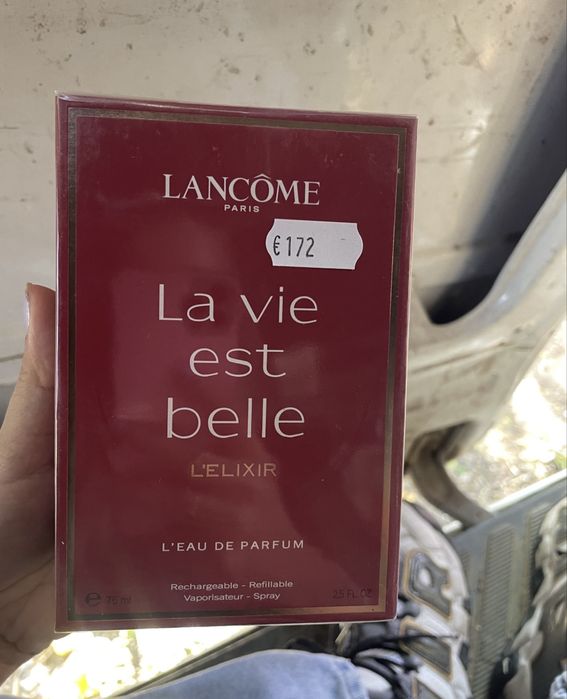 LANCÔME
PARIS
€172
La vie
est
belle
L'ELIXIR
L'EAU DE PARFUM
Rechargeable - Refillable
Vaporisateur - Spray
e 75 ml
2.5 FL. OZ